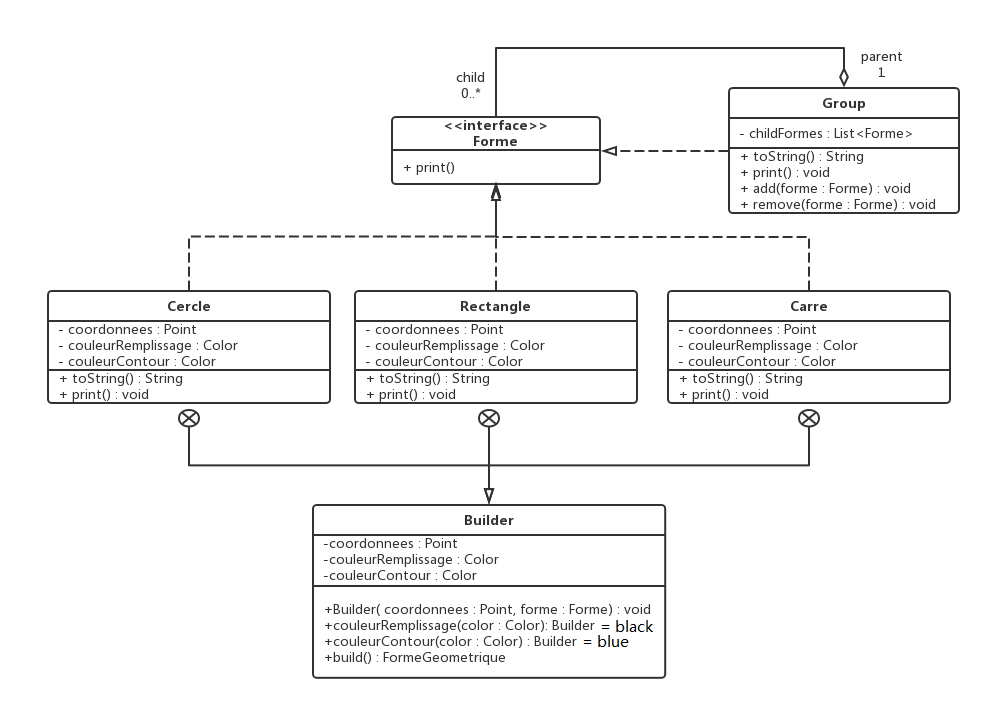 parent
1
child
0..*
Group
- childFormes : List<Forme>
+ toString() : String
+ print() : void
+ add(forme : Forme) : void
+ remove(forme : Forme) : void
<<interface>>
Forme
+ print()
Cercle
- coordonnees : Point
- couleurRemplissage : Color
- couleurContour : Color
+ toString() : String
+ print() : void
Rectangle
- coordonnees : Point
- couleurRemplissage : Color
- couleurContour : Color
+ toString() : String
+ print() : void
Carre
- coordonnees : Point
- couleurRemplissage : Color
- couleurContour : Color
+ toString() : String
+ print() : void
Builder
-coordonnees : Point
-couleurRemplissage : Color
-couleurContour : Color
+Builder( coordonnees : Point, forme : Forme) : void
+couleurRemplissage(color : Color): Builder = black
+couleurContour(color : Color) : Builder = blue
+build() : FormeGeometrique